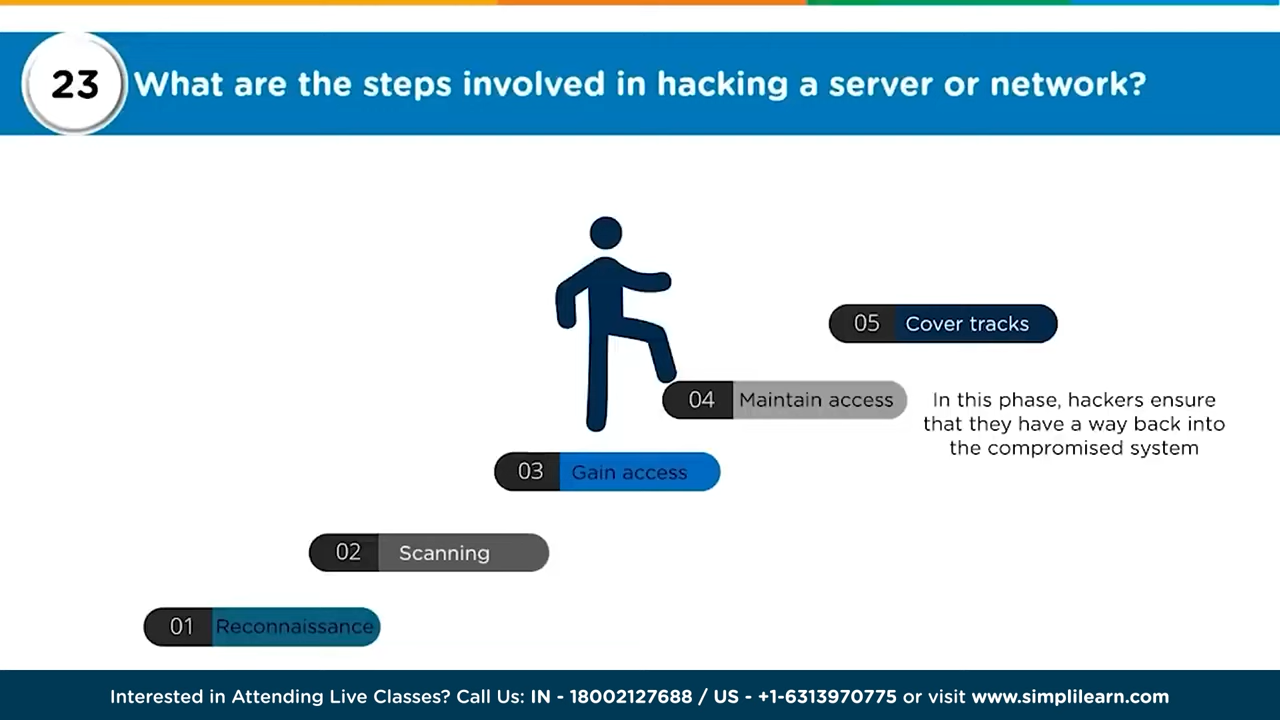 23 What are the steps involved in hacking a server or network?
05 Cover tracks
04 Maintain access
In this phase, hackers ensure
that they have a way back into
the compromised system
03 Gain access
02 Scanning
01 Reconnaissance
Interested in Attending Live Classes? Call Us: IN - 18002127688 / US - +1-6313970775 or visit www.simplilearn.com